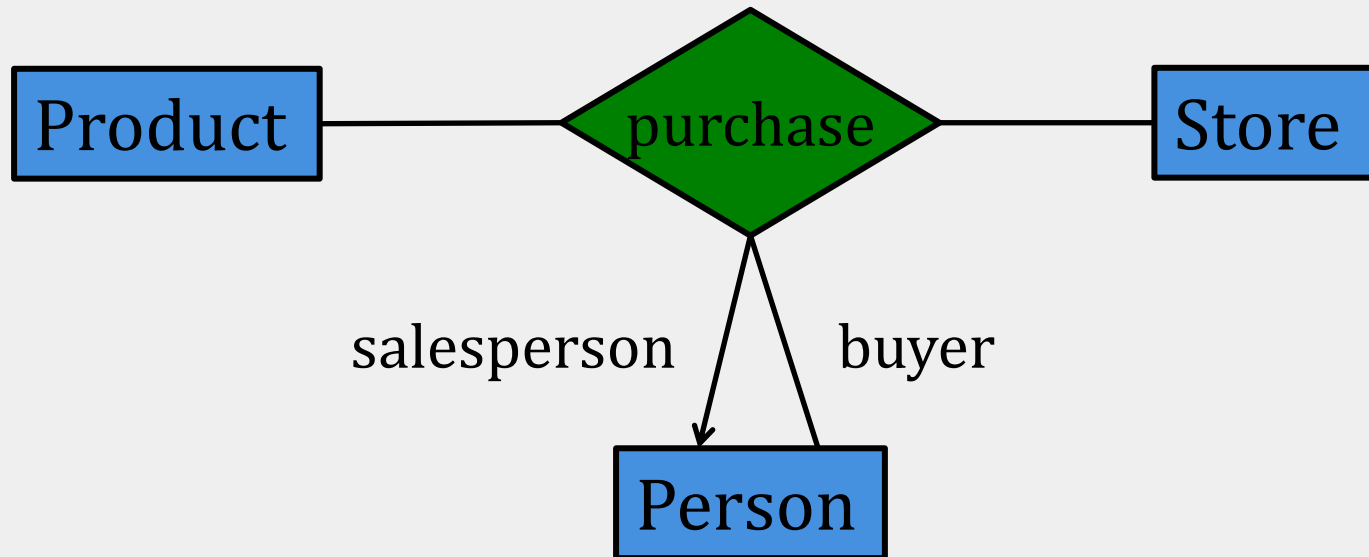 Product
purchase
Store
salesperson
buyer
Person